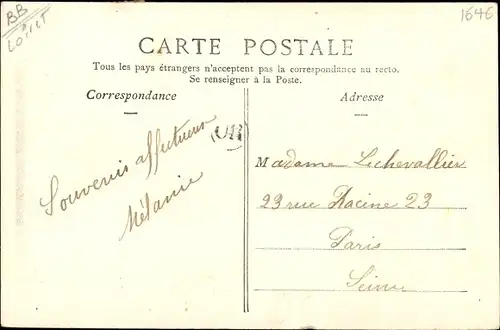 BB
Loiret
1646
CARTE POSTALE
Tous les pays étrangers n'acceptent pas la correspondance au recto.
Se renseigner à la Poste.
Correspondance
Adresse
Souvenir affectueux
Mélanie
OR
Madame Lechevallier
23 rue Racine 23
Paris
Seine